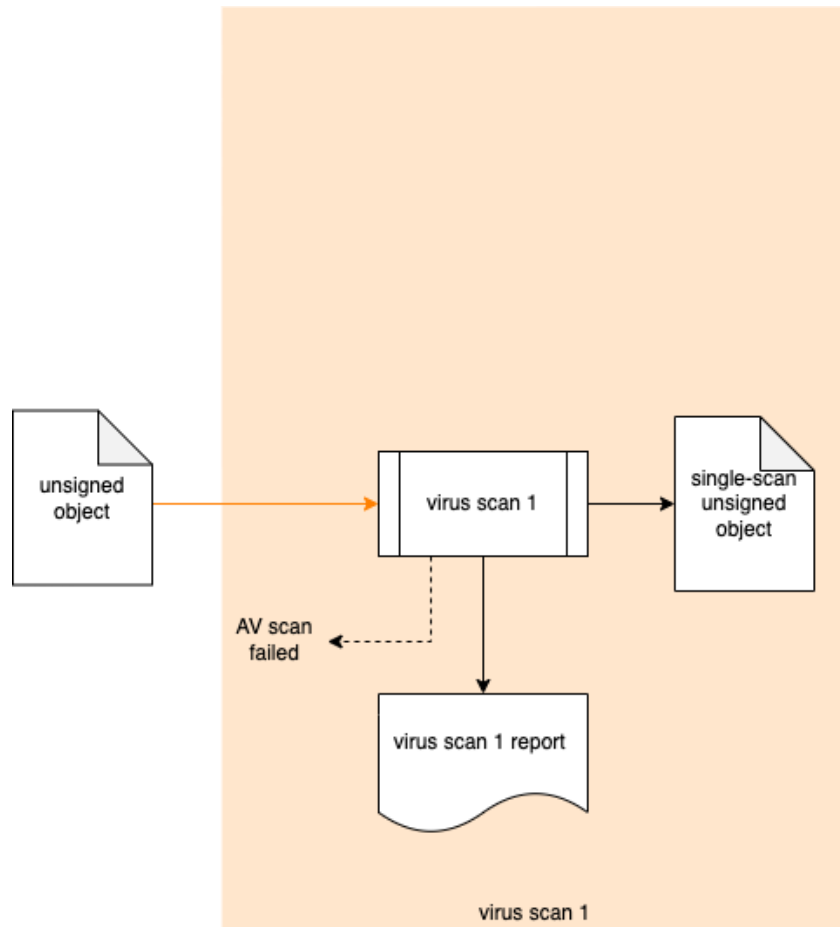 unsigned
object
virus scan 1
single-scan
unsigned
object
AV scan
failed
virus scan 1 report
virus scan 1